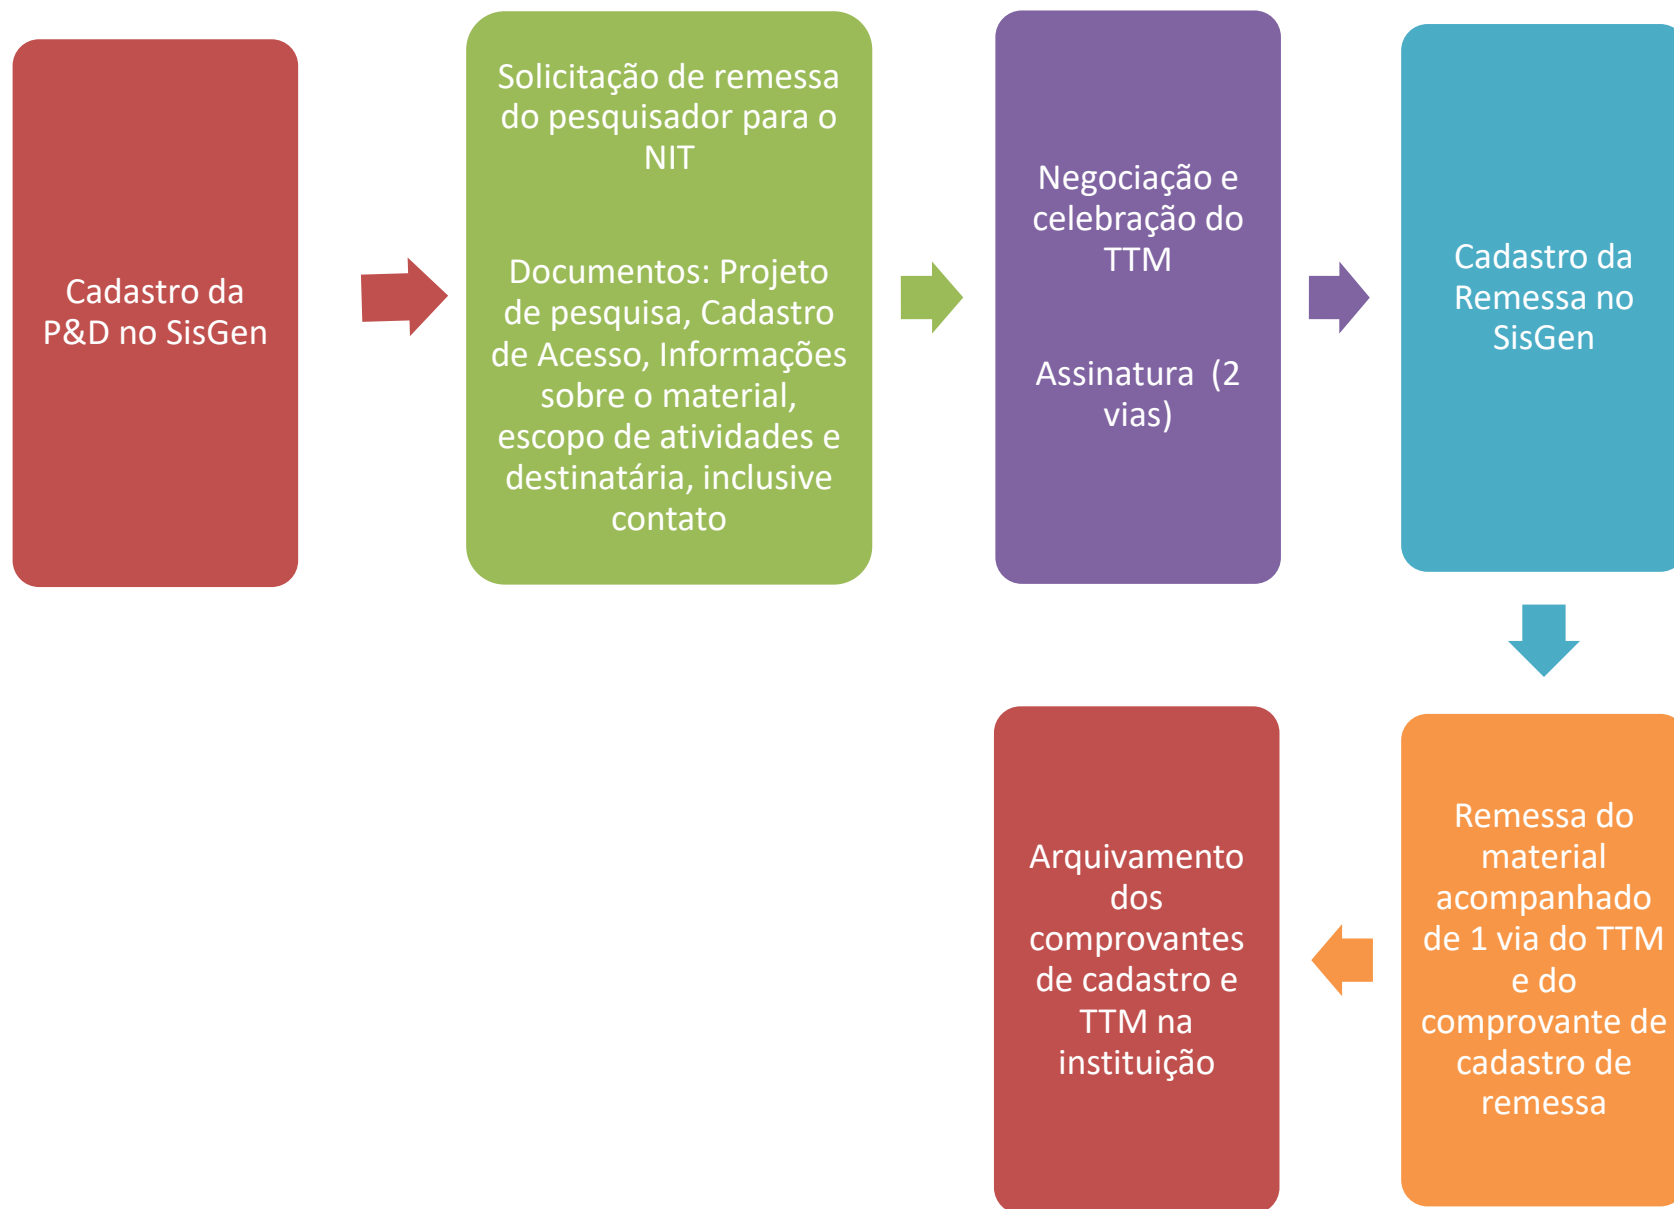 Cadastro da
P&D no SisGen
Solicitação de remessa
do pesquisador para o
NIT
Documentos: Projeto
de pesquisa, Cadastro
de Acesso, Informações
sobre o material,
escopo de atividades e
destinatária, inclusive
contato
Negociação e
celebração do
TTM
Assinatura  (2
vias)
Cadastro da
Remessa no
SisGen
Remessa do
material
acompanhado
de 1 via do TTM
e do
comprovante de
cadastro de
remessa
Arquivamento
dos
comprovantes
de cadastro e
TTM na
instituição